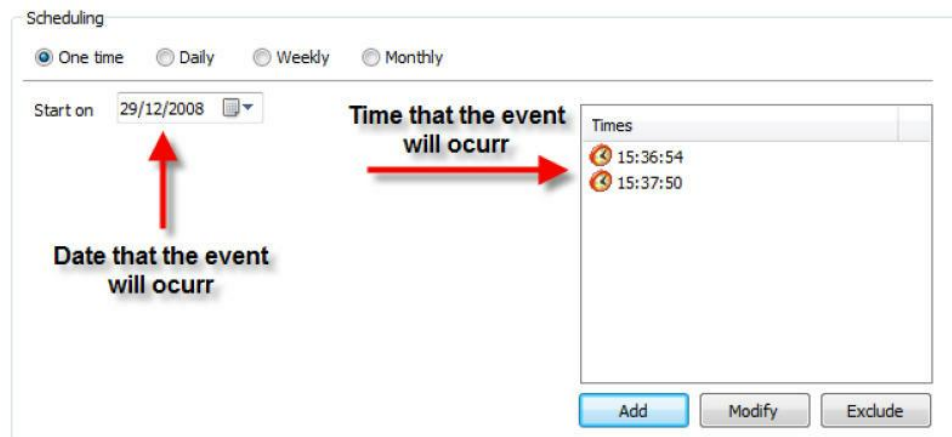 Scheduling
One time Daily Weekly Monthly
Start on 29/12/2008
Time that the event
will ocurr
Times
15:36:54
15:37:50
Date that the event
will ocurr
Add Modify Exclude